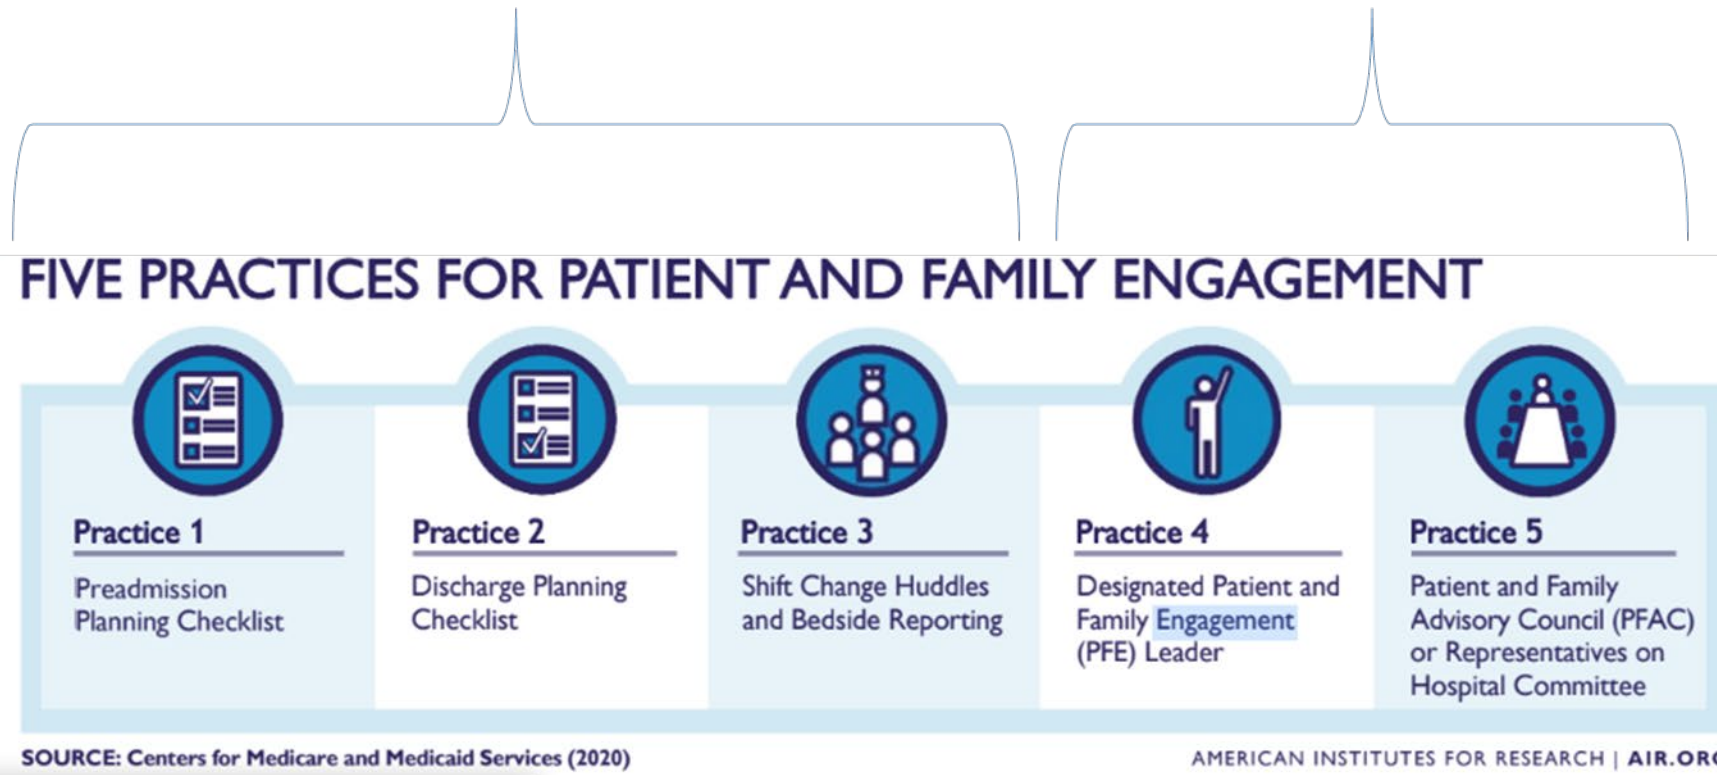 FIVE PRACTICES FOR PATIENT AND FAMILY ENGAGEMENT
Practice 1
Preadmission
Planning Checklist
Practice 2
Discharge Planning
Checklist
Practice 3
Shift Change Huddles
and Bedside Reporting
Practice 4
Designated Patient and
Family Engagement
(PFE) Leader
Practice 5
Patient and Family
Advisory Council (PFAC)
or Representatives on
Hospital Committee
SOURCE: Centers for Medicare and Medicaid Services (2020)
AMERICAN INSTITUTES FOR RESEARCH | AIR.ORG